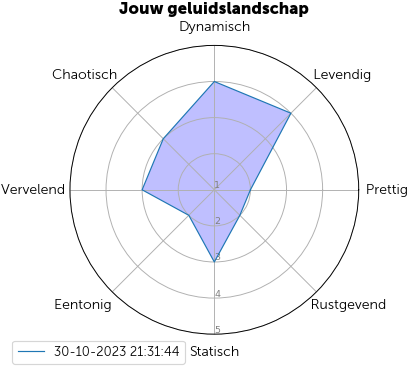 Jouw geluidslandschap
Dynamisch
Chaotisch
Levendig
Vervelend
1
Prettig
2
3
Eentonig
4
Rustgevend
5
30-10-2023 21:31:44
Statisch